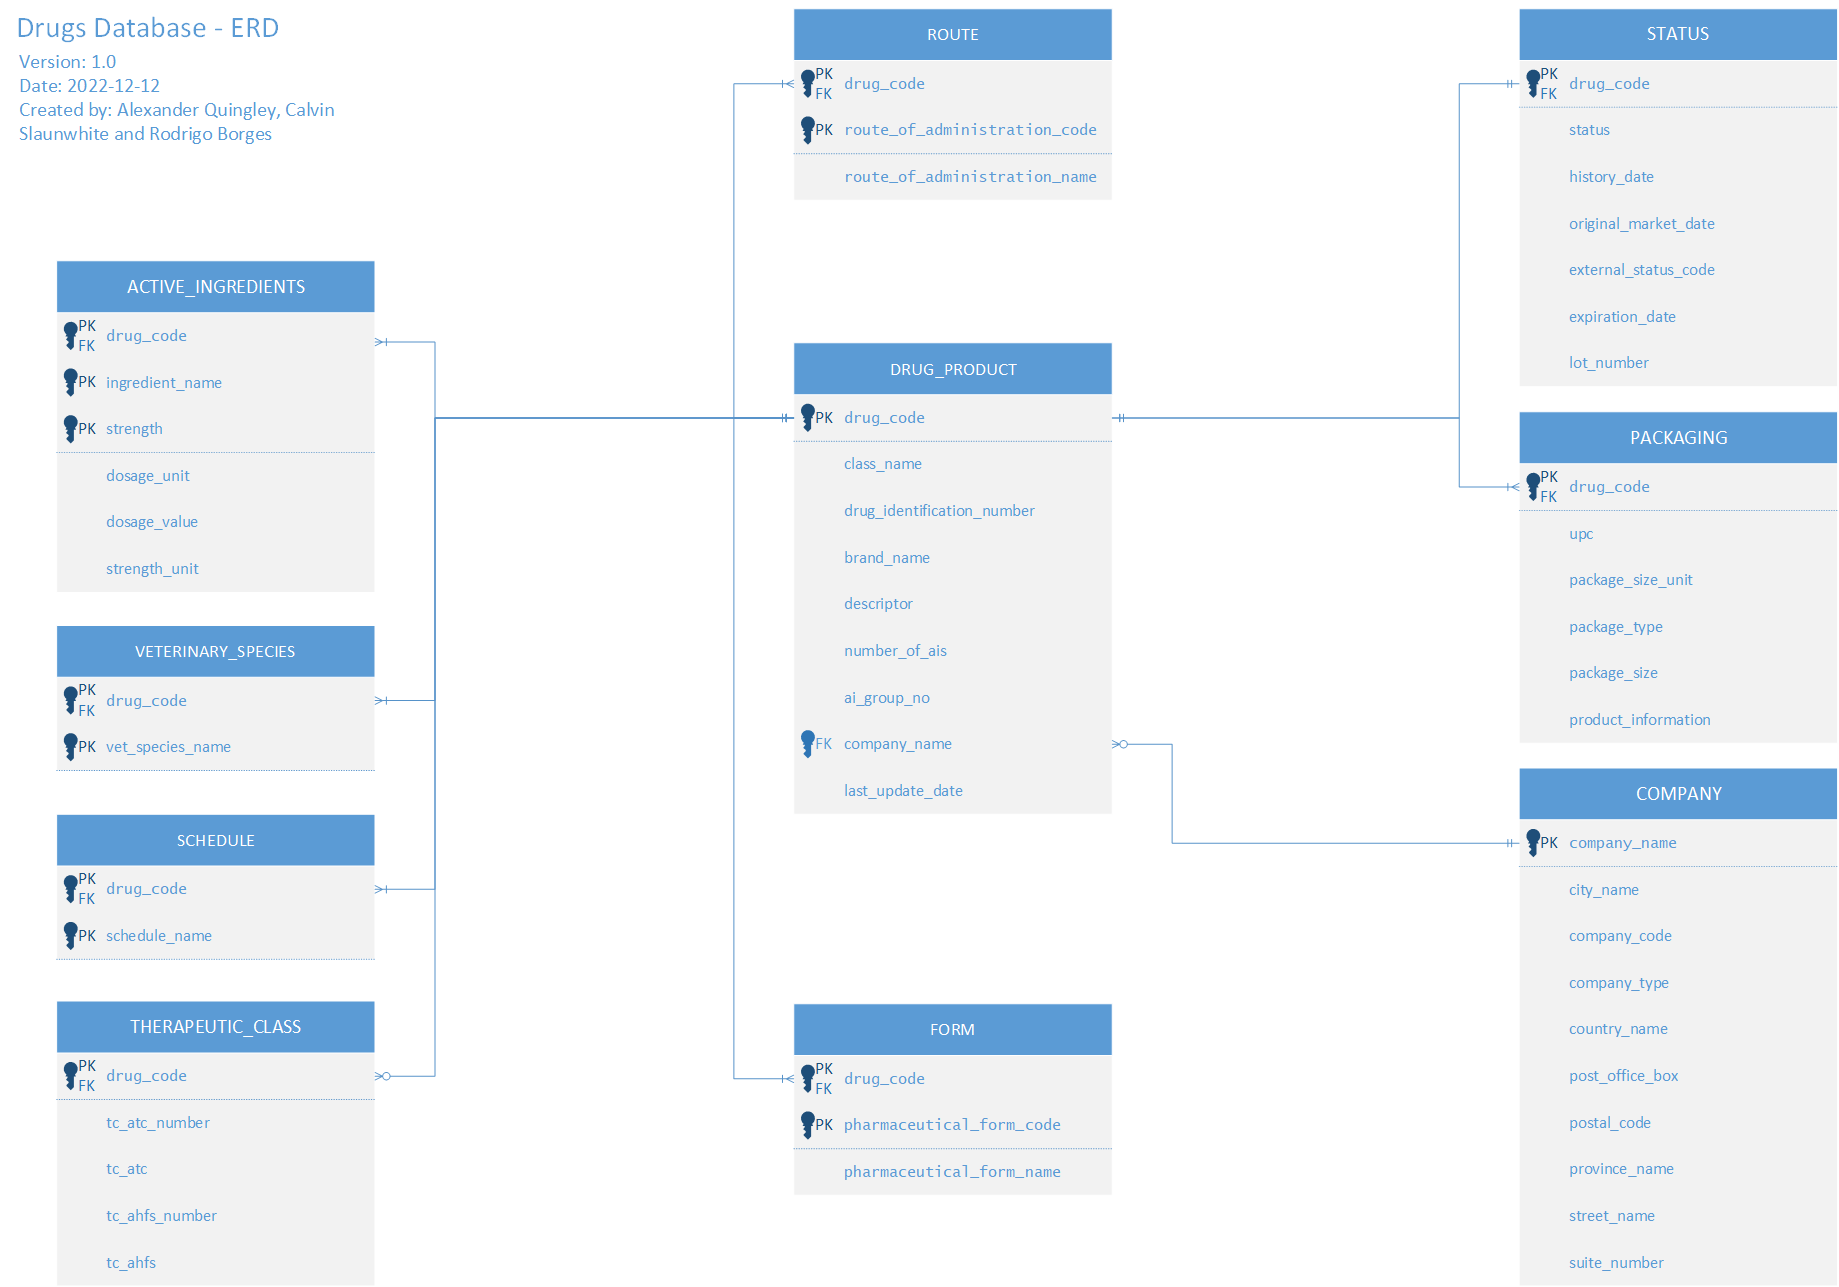 Drugs Database - ERD
Version: 1.0
Date: 2022-12-12
Created by: Alexander Quingley, Calvin
Slaunwhite and Rodrigo Borges
ACTIVE_INGREDIENTS
PK
FK drug_code
PK ingredient_name
PK strength
dosage_unit
dosage_value
strength_unit
VETERINARY_SPECIES
PK
FK drug_code
PK vet_species_name
SCHEDULE
PK
FK drug_code
PK schedule_name
THERAPEUTIC_CLASS
PK
FK drug_code
tc_atc_number
tc_atc
tc_ahfs_number
tc_ahfs
ROUTE
PK
FK drug_code
PK route_of_administration_code
route_of_administration_name
DRUG_PRODUCT
PK drug_code
class_name
drug_identification_number
brand_name
descriptor
number_of_ais
ai_group_no
FK company_name
last_update_date
FORM
PK
FK drug_code
PK pharmaceutical_form_code
pharmaceutical_form_name
STATUS
PK
FK drug_code
status
history_date
original_market_date
external_status_code
expiration_date
lot_number
PACKAGING
PK
FK drug_code
upc
package_size_unit
package_type
package_size
product_information
COMPANY
PK company_name
city_name
company_code
company_type
country_name
post_office_box
postal_code
province_name
street_name
suite_number